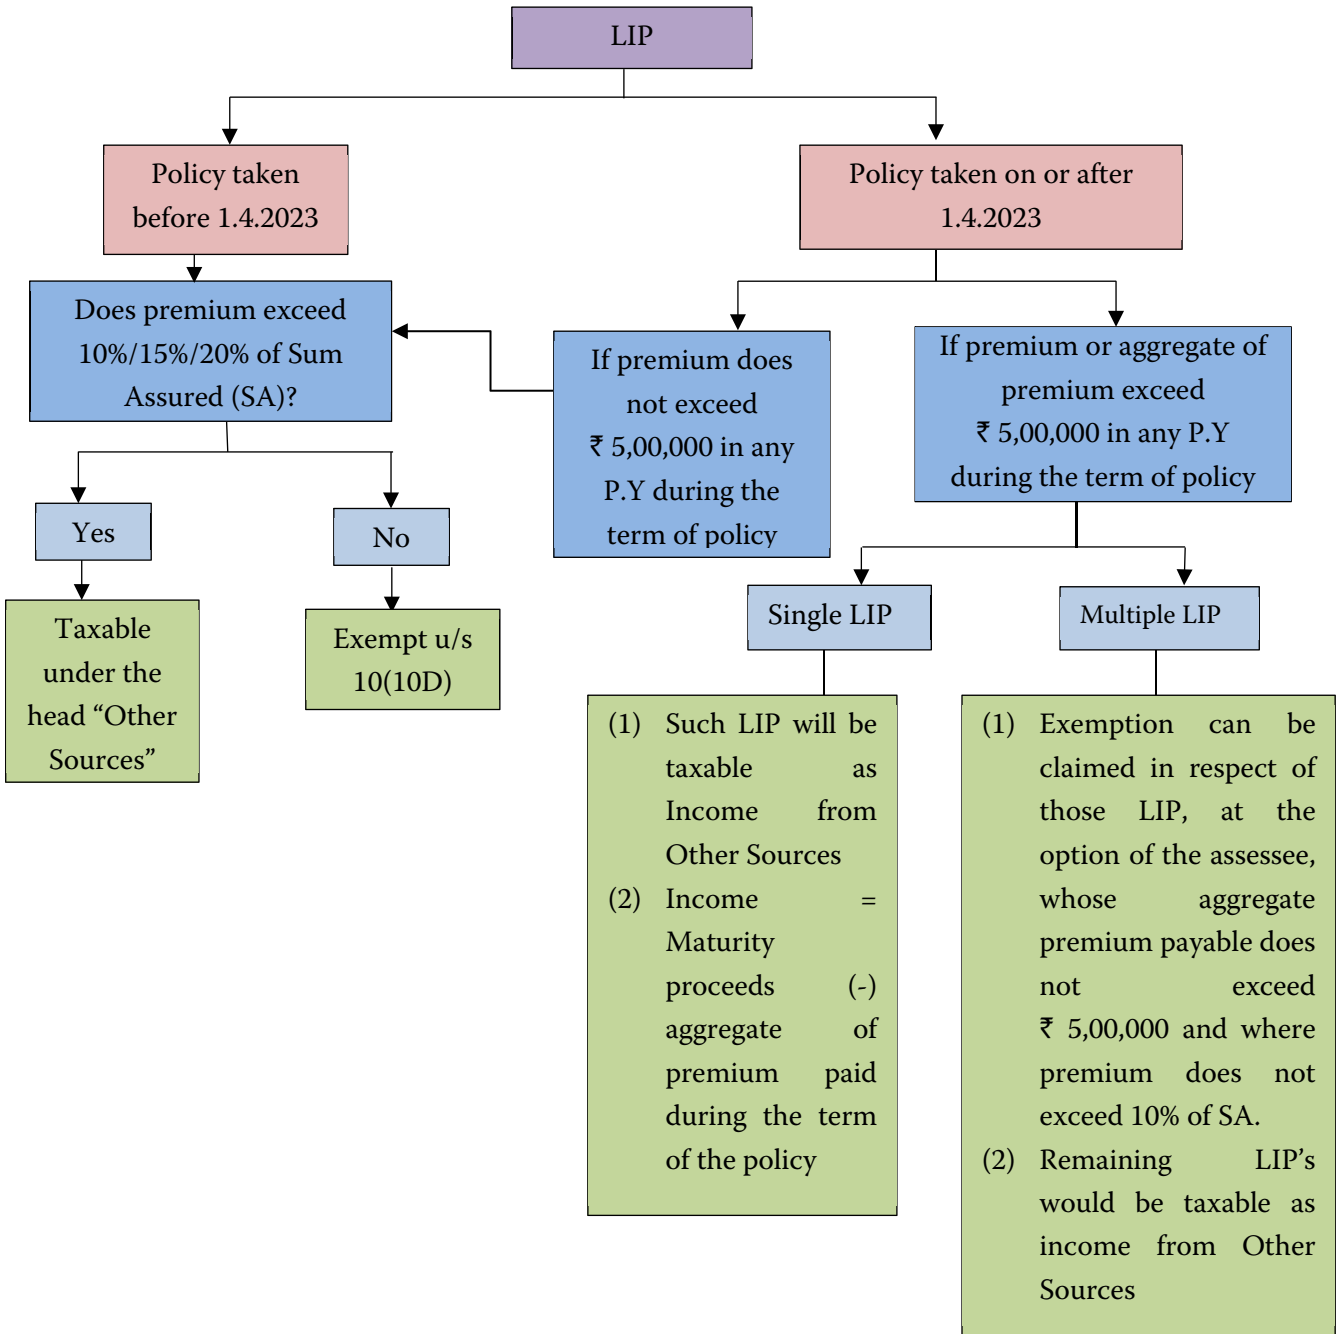 LIP
Policy taken
before 1.4.2023
Policy taken on or after
1.4.2023
Does premium exceed
10%/15%/20% of Sum
Assured (SA)?
If premium does
not exceed
₹ 5,00,000 in any
P.Y during the
term of policy
If premium or aggregate of
premium exceed
₹ 5,00,000 in any P.Y
during the term of policy
Yes
No
Single LIP
Multiple LIP
Taxable
under the
head “Other
Sources”
Exempt u/s
10(10D)
(1) Such LIP will be
taxable as
Income from
Other Sources
(2) Income =
Maturity
proceeds (-)
aggregate of
premium paid
during the term
of the policy
(1) Exemption can be
claimed in respect of
those LIP, at the
option of the assessee,
whose aggregate
premium payable does
not exceed
₹ 5,00,000 and where
premium does not
exceed 10% of SA.
(2) Remaining LIP’s
would be taxable as
income from Other
Sources